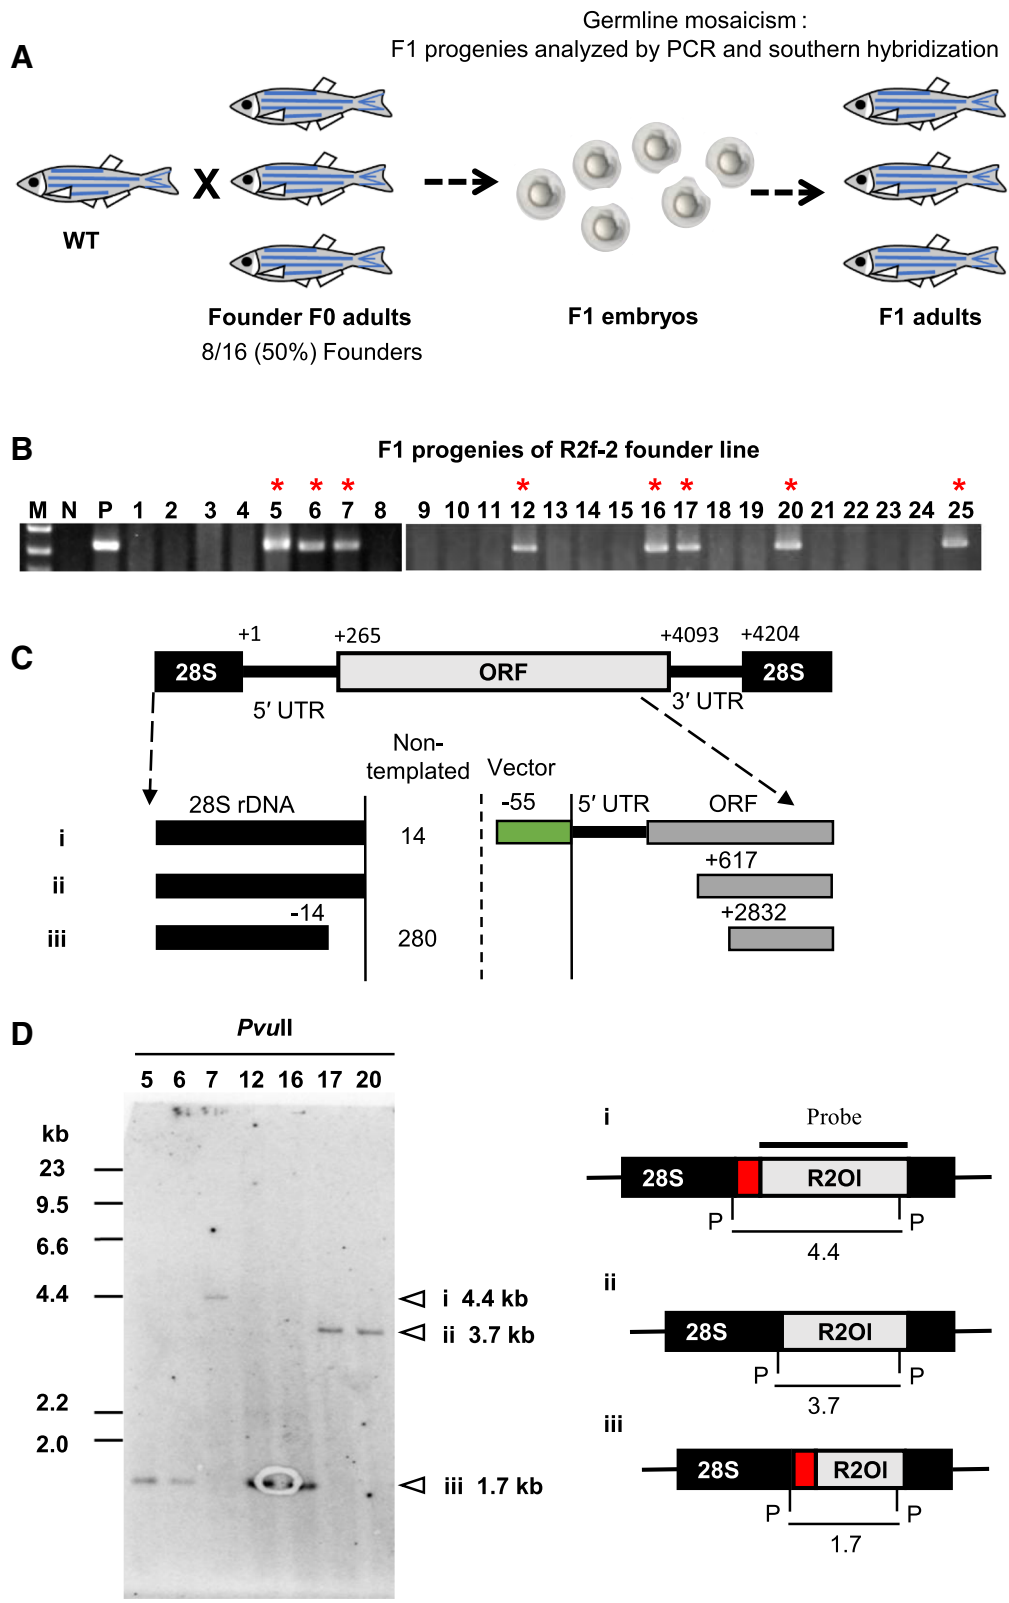 Germline mosaicism :
A
F1 progenies analyzed by PCR and southern hybridization
X
WT
Founder F0 adults
F1 embryos
F1 adults
8/16 (50%) Founders
B
F1 progenies of R2f-2 founder line
* * * * * * * *
M N P 1 2 3 4 5 6 7 8 9 10 11 12 13 14 15 16 17 18 19 20 21 22 23 24 25
C
+1 +265 +4093 +4204
28S ORF 28S
5′ UTR 3′ UTR
Non-
templated
Vector
28S rDNA -55 5′ UTR ORF
i 14
+617
ii
-14 +2832
iii 280
D
PvuII
5 6 7 12 16 17 20
kb
23
9.5
6.6
4.4
2.2
2.0
i 4.4 kb
ii 3.7 kb
iii 1.7 kb
i
Probe
28S R2OI
P P
4.4
ii
28S R2OI
P P
3.7
iii
28S R2OI
P P
1.7